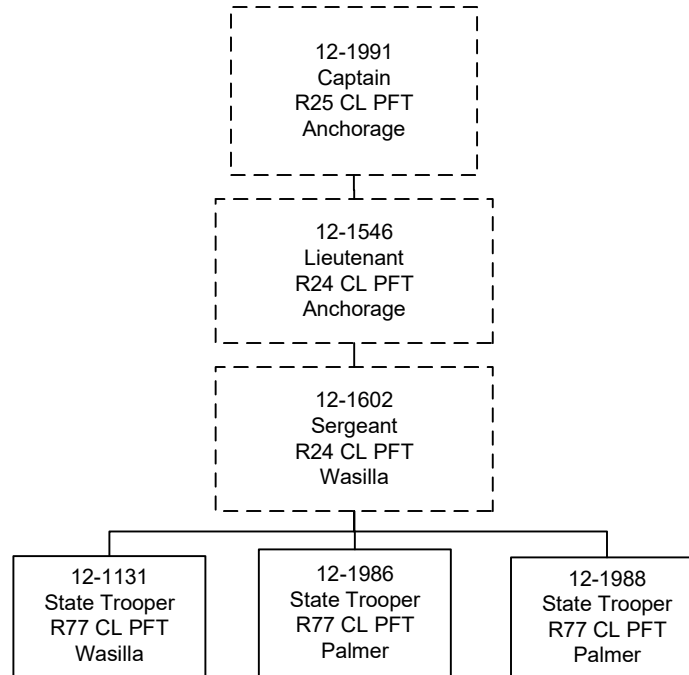 12-1991
Captain
R25 CL PFT
Anchorage
12-1546
Lieutenant
R24 CL PFT
Anchorage
12-1602
Sergeant
R24 CL PFT
Wasilla
12-1131
State Trooper
R77 CL PFT
Wasilla
12-1986
State Trooper
R77 CL PFT
Palmer
12-1988
State Trooper
R77 CL PFT
Palmer